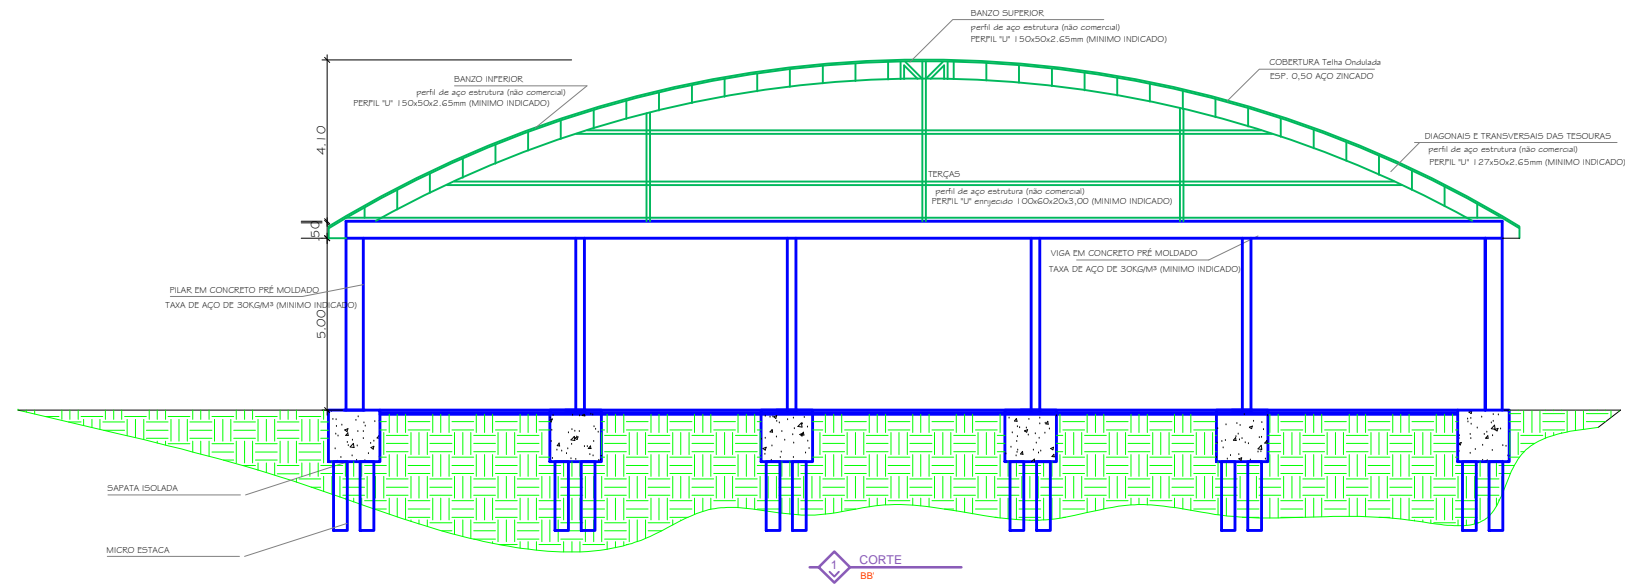 BANZO SUPERIOR
perfil de aço estrutura (não comercial)
PERFIL "U" 150x50x2.65mm (MINIMO INDICADO)
BANZO INFERIOR
perfil de aço estrutura (não comercial)
PERFIL "U" 150x50x2.65mm (MINIMO INDICADO)
COBERTURA Telha Ondulada
ESP. 0,50 AÇO ZINCADO
4,10
DIAGONAIS E TRANSVERSAIS DAS TESOURAS
perfil de aço estrutura (não comercial)
PERFIL "U" 127x50x2.65mm (MINIMO INDICADO)
TERÇAS
perfil de aço estrutura (não comercial)
PERFIL "U" enrijecido 100x60x20x3,00 (MINIMO INDICADO)
,50
VIGA EM CONCRETO PRÉ MOLDADO
TAXA DE AÇO DE 30KG/M³ (MINIMO INDICADO)
PILAR EM CONCRETO PRÉ MOLDADO
TAXA DE AÇO DE 30KG/M³ (MINIMO INDICADO)
5,00
SAPATA ISOLADA
MICRO ESTACA
1
CORTE
BB'